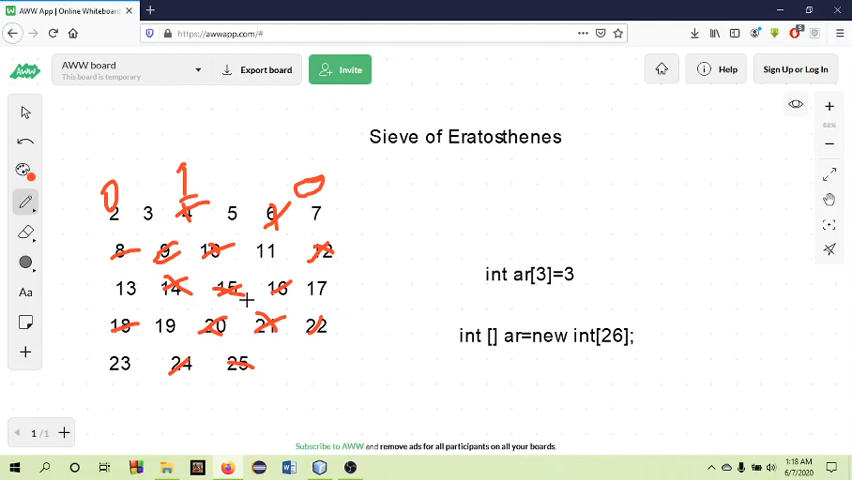 AWW App | Online Whiteboard
https://awwapp.com/#
AWW board
This board is temporary
Export board
Invite
Help
Sign Up or Log In
Sieve of Eratosthenes
0 1 0
2 3 4 5 6 7
8 9 10 11 12
13 14 15 16 17
18 19 20 21 22
23 24 25
int ar[3]=3
int [] ar=new int[26];
Aa
1/1
Subscribe to AWW and remove ads for all participants on all your boards.
1:18 AM
6/7/2020